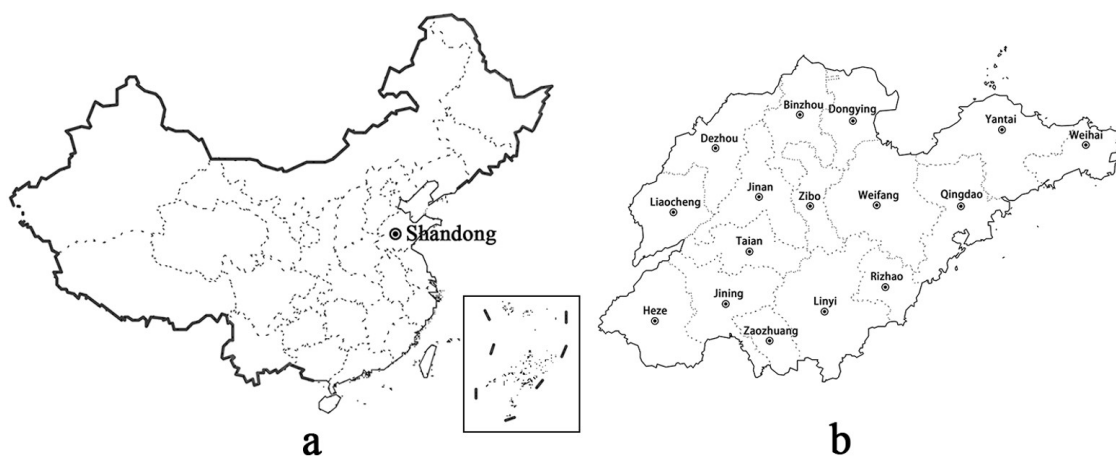 Shandong
a
Binzhou
Dongying
Yantai
Weihai
Dezhou
Jinan
Zibo
Weifang
Qingdao
Liaocheng
Taian
Rizhao
Heze
Jining
Linyi
Zaozhuang
b